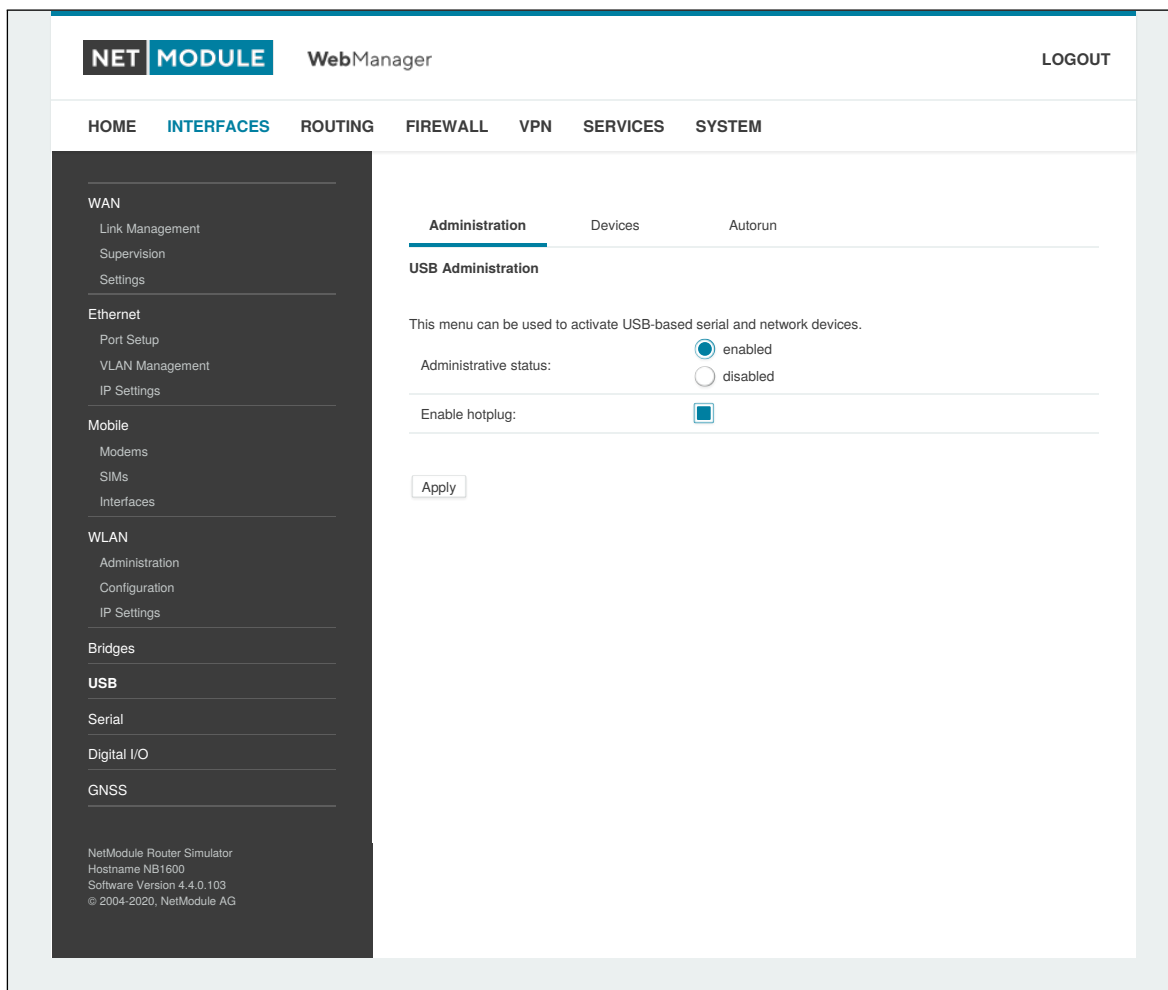 NET MODULE WebManager LOGOUT
HOME INTERFACES ROUTING FIREWALL VPN SERVICES SYSTEM
WAN
Link Management
Supervision
Settings
Ethernet
Port Setup
VLAN Management
IP Settings
Mobile
Modems
SIMs
Interfaces
WLAN
Administration
Configuration
IP Settings
Bridges
USB
Serial
Digital I/O
GNSS
NetModule Router Simulator
Hostname NB1600
Software Version 4.4.0.103
© 2004-2020, NetModule AG
Administration Devices Autorun
USB Administration
This menu can be used to activate USB-based serial and network devices.
Administrative status:
enabled
disabled
Enable hotplug:
Apply